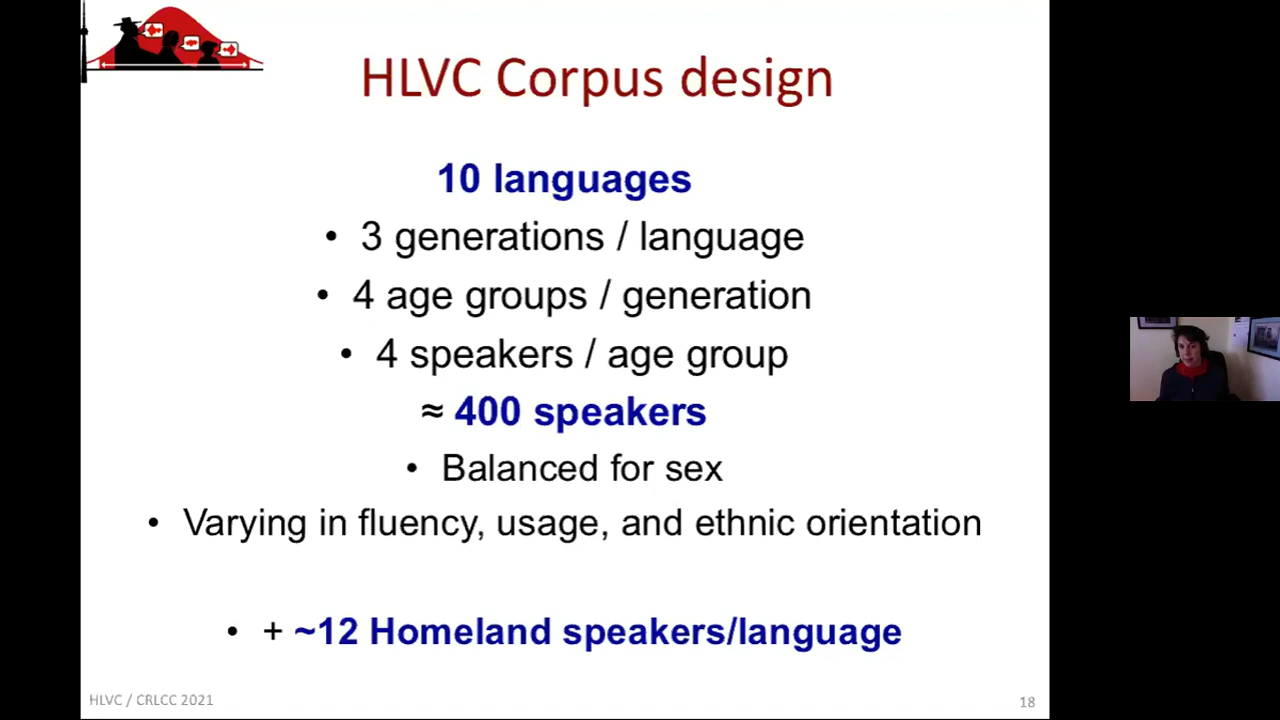 HLVC Corpus design
10 languages
• 3 generations / language
• 4 age groups / generation
• 4 speakers / age group
≈ 400 speakers
• Balanced for sex
• Varying in fluency, usage, and ethnic orientation
• + ~12 Homeland speakers/language
HLVC / CRLCC 2021
18